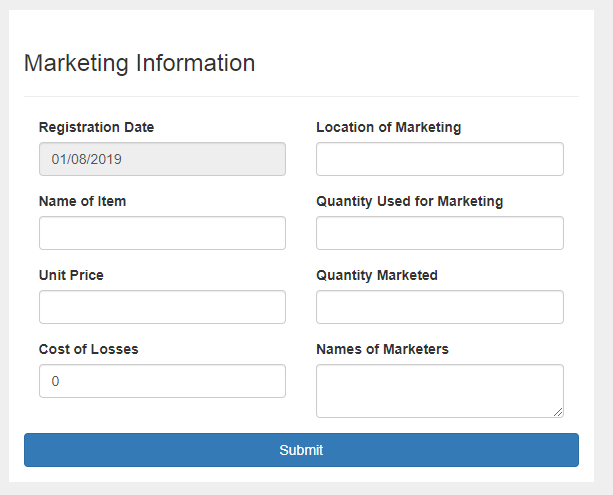 Marketing Information
Registration Date
01/08/2019
Location of Marketing
Name of Item
Quantity Used for Marketing
Unit Price
Quantity Marketed
Cost of Losses
0
Names of Marketers
Submit